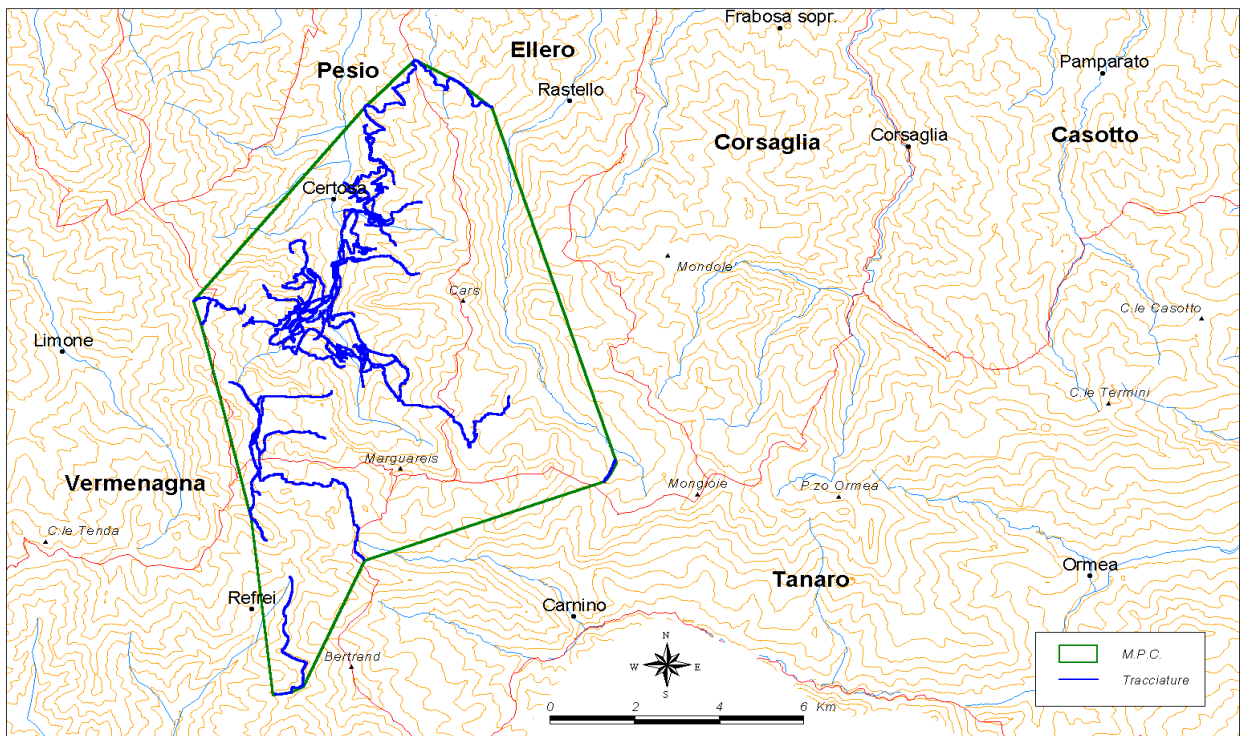 Frabosa sopr.
Ellero
Pesio
Pamparato
Rastello
Corsaglia
Corsaglia
Casotto
Certosa
Mondole'
Cars
C.le Casotto
Limone
C.le Termini
Marguareis
Vermenagna
Mongioie
P.zo Ormea
C.le Tenda
Ormea
Tanaro
Refrei
Carnino
Bertrand
N
W E
S
M.P.C.
Tracciature
0 2 4 6 Km